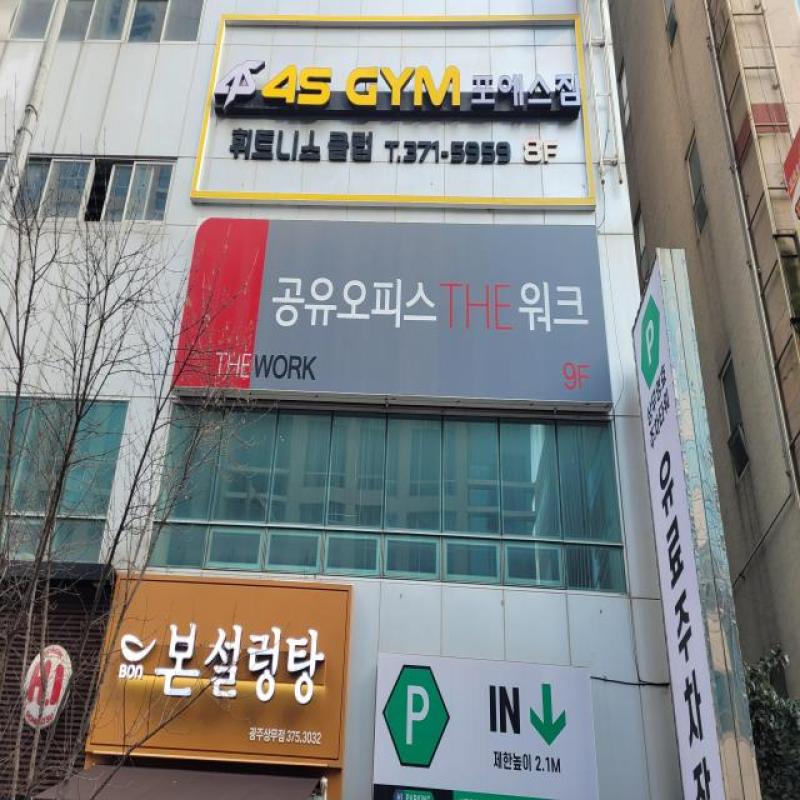 4S GYM 포에스짐
휘트니스 클럽 T.371-5959 8F
공유오피스 THE 워크
THE WORK
9F
BON 본설렁탕
광주상무점 375.3032
P
IN
제한높이 2.1M
P
유료주차장